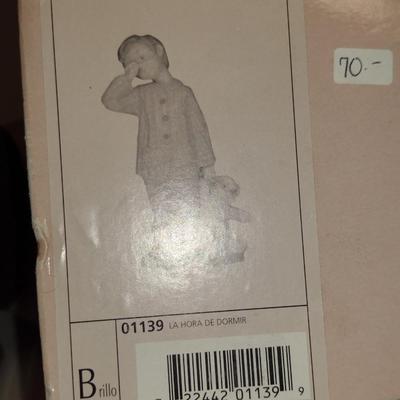 70.-
01139 LA HORA DE DORMIR
Brillo
22442 01139 9